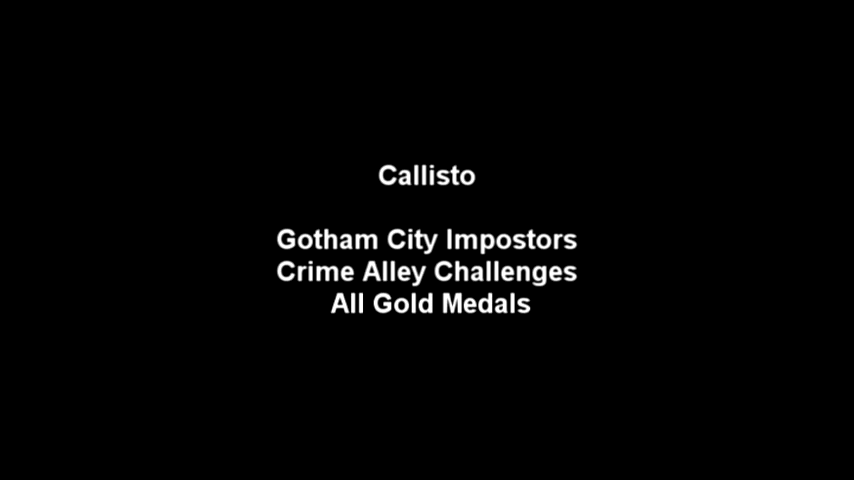 Callisto
Gotham City Impostors
Crime Alley Challenges
All Gold Medals